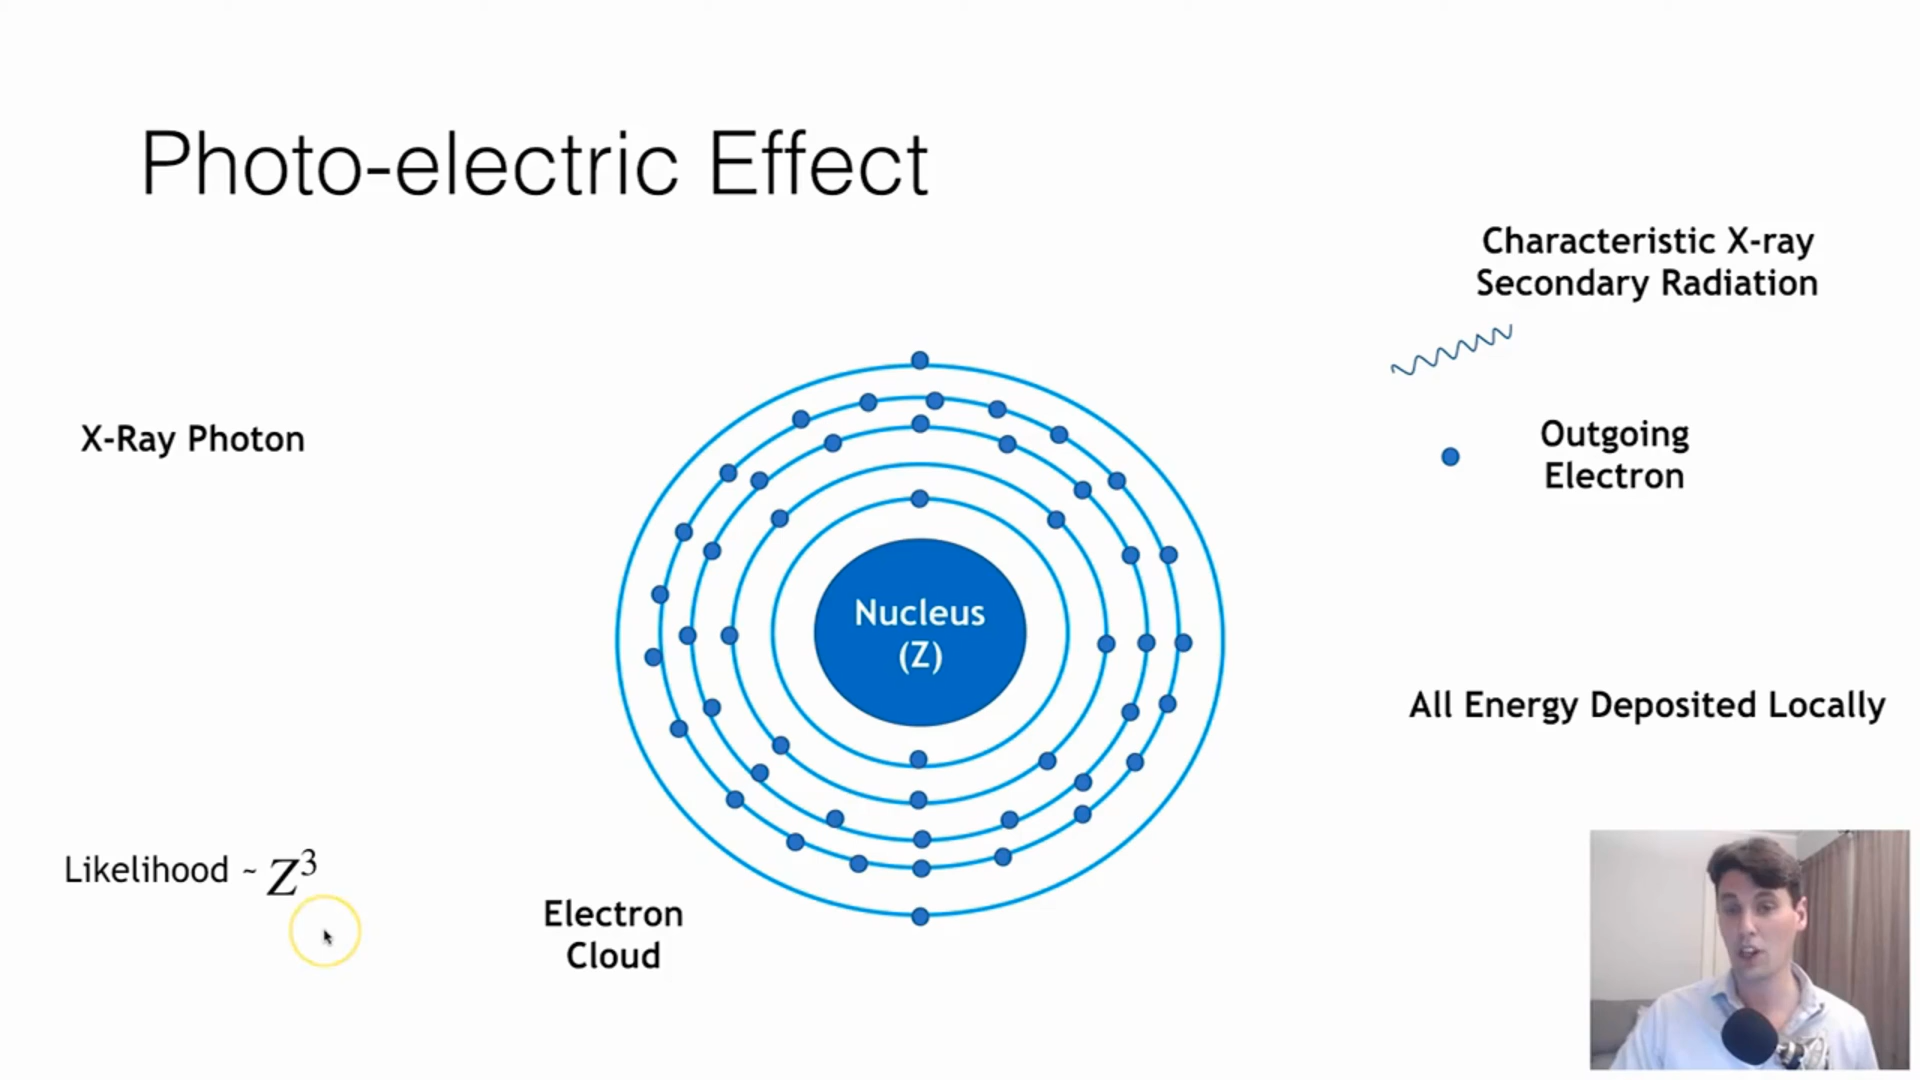 Photo-electric Effect
Characteristic X-ray
Secondary Radiation
X-Ray Photon
Outgoing
Electron
Nucleus
(Z)
All Energy Deposited Locally
Likelihood ~ Z³
Electron
Cloud